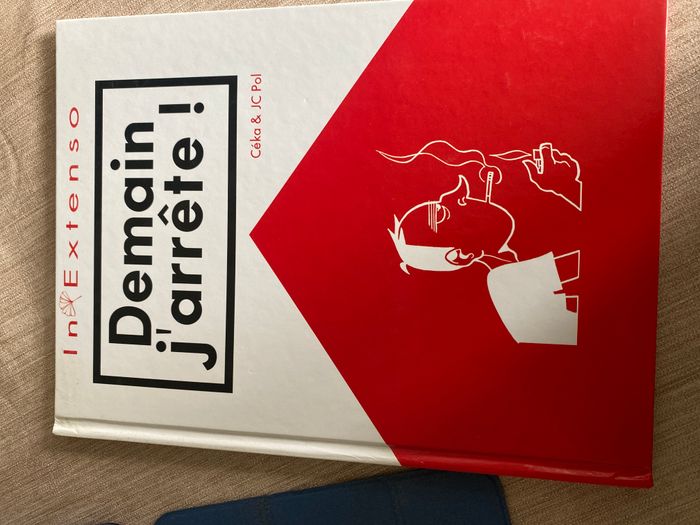 In Extenso
Demain
j'arrête !
Céka & JC Pol